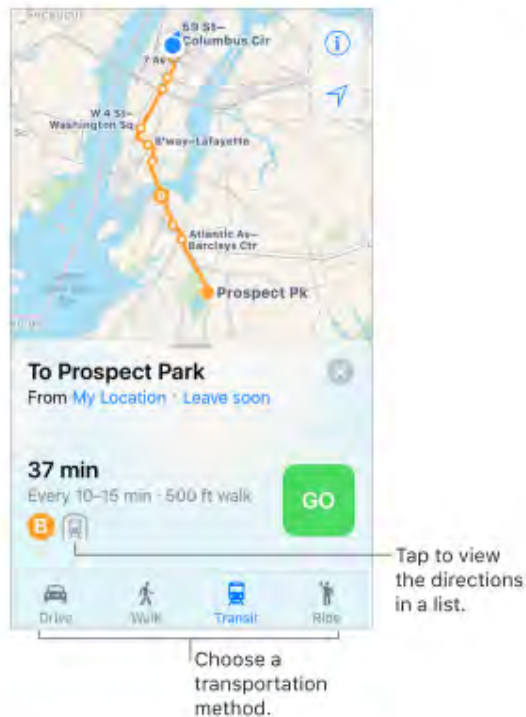 59 St–
Columbus Cir
7 Av
W 4 St–
Washington Sq
B'way–Lafayette
B
Atlantic Av–
Barclays Ctr
Prospect Pk
To Prospect Park
From My Location · Leave soon
37 min
Every 10–15 min · 500 ft walk
GO
B
Tap to view
the directions
in a list.
Drive Walk Transit Ride
Choose a
transportation
method.